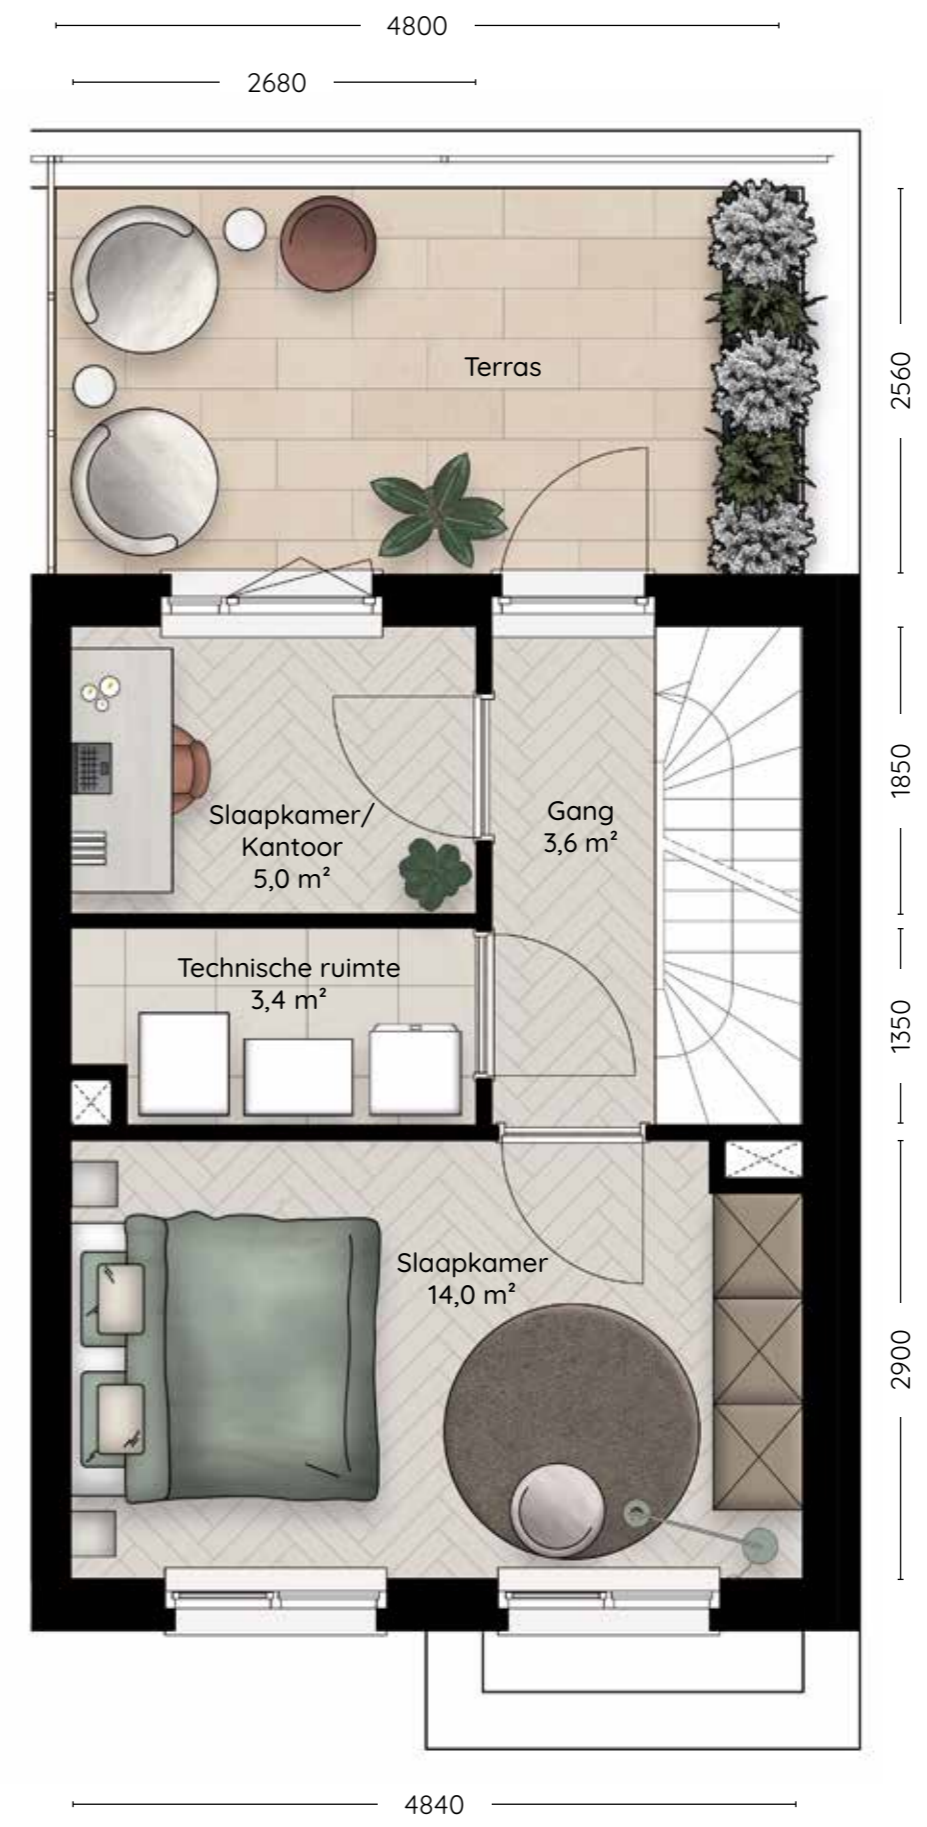 4800
2680
Terras
2560
Slaapkamer/
Kantoor
5,0 m²
Gang
3,6 m²
1850
Technische ruimte
3,4 m²
1350
Slaapkamer
14,0 m²
2900
4840